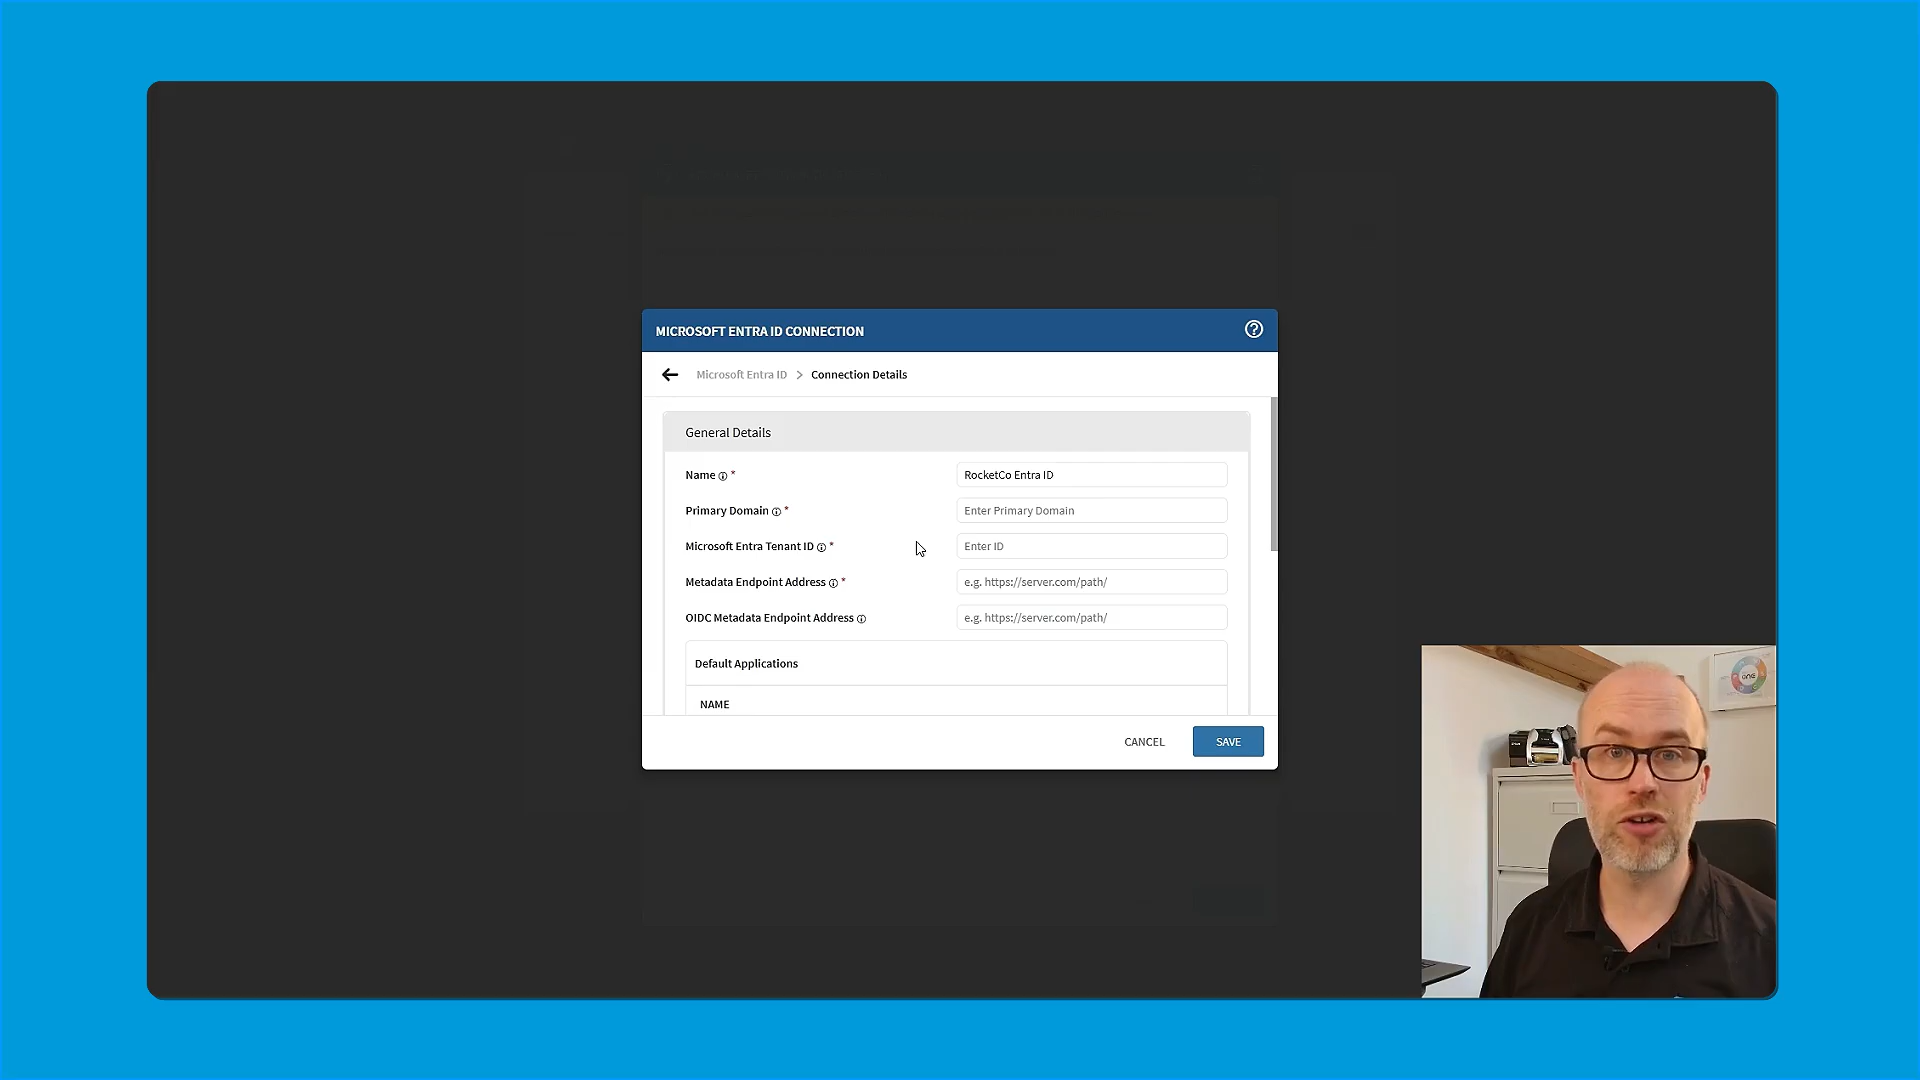 MICROSOFT ENTRA ID CONNECTION
Microsoft Entra ID > Connection Details
General Details
Name * RocketCo Entra ID
Primary Domain * Enter Primary Domain
Microsoft Entra Tenant ID * Enter ID
Metadata Endpoint Address * e.g. https://server.com/path/
OIDC Metadata Endpoint Address e.g. https://server.com/path/
Default Applications
NAME
CANCEL SAVE
one